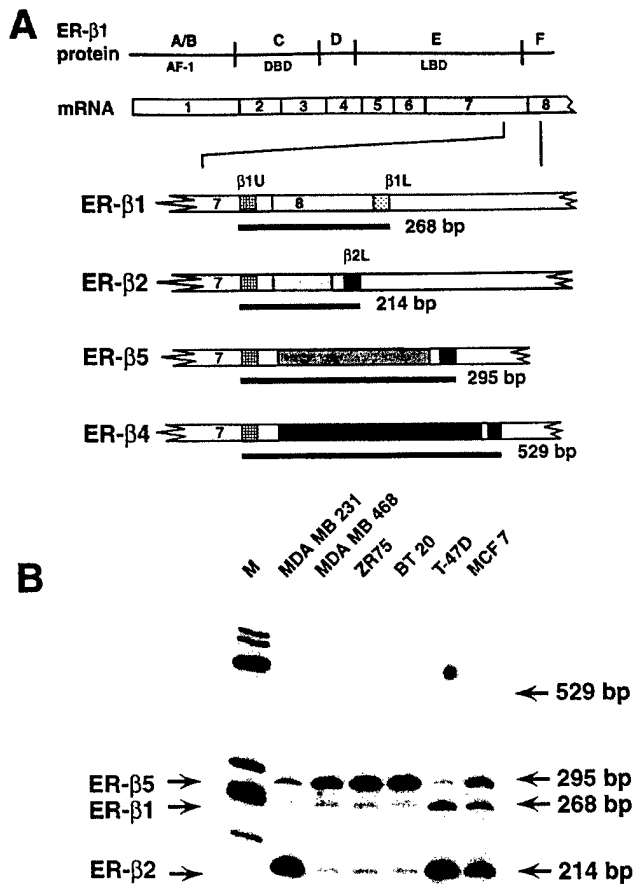 A
ER-β1 protein
A/B C D E F
AF-1 DBD LBD
mRNA 1 2 3 4 5 6 7 8
β1U β1L
ER-β1 7 8
268 bp
β2L
ER-β2 7
214 bp
ER-β5 7
295 bp
ER-β4 7
529 bp
B
M MDA MB 231 MDA MB 468 ZR75 BT 20 T-47D MCF 7
529 bp
ER-β5 295 bp
ER-β1 268 bp
ER-β2 214 bp